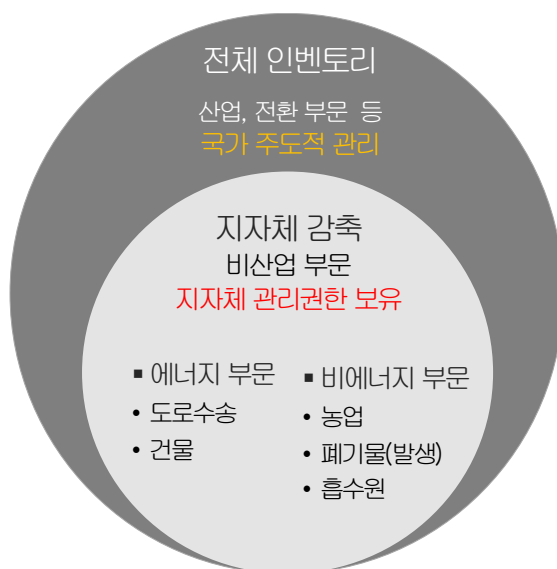 전체 인벤토리
산업, 전환 부문 등
국가 주도적 관리
지자체 감축
비산업 부문
지자체 관리권한 보유
▪ 에너지 부문
• 도로수송
• 건물
▪ 비에너지 부문
• 농업
• 폐기물(발생)
• 흡수원